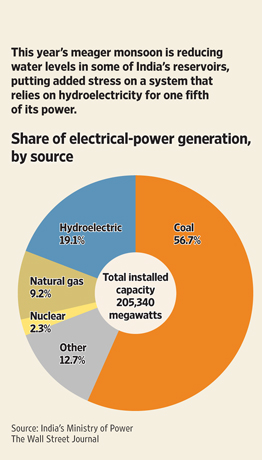 This year's meager monsoon is reducing
water levels in some of India's reservoirs,
putting added stress on a system that
relies on hydroelectricity for one fifth
of its power.
Share of electrical-power generation,
by source
Hydroelectric
19.1%
Coal
56.7%
Natural gas
9.2%
Total installed
capacity
205,340
megawatts
Nuclear
2.3%
Other
12.7%
Source: India's Ministry of Power
The Wall Street Journal